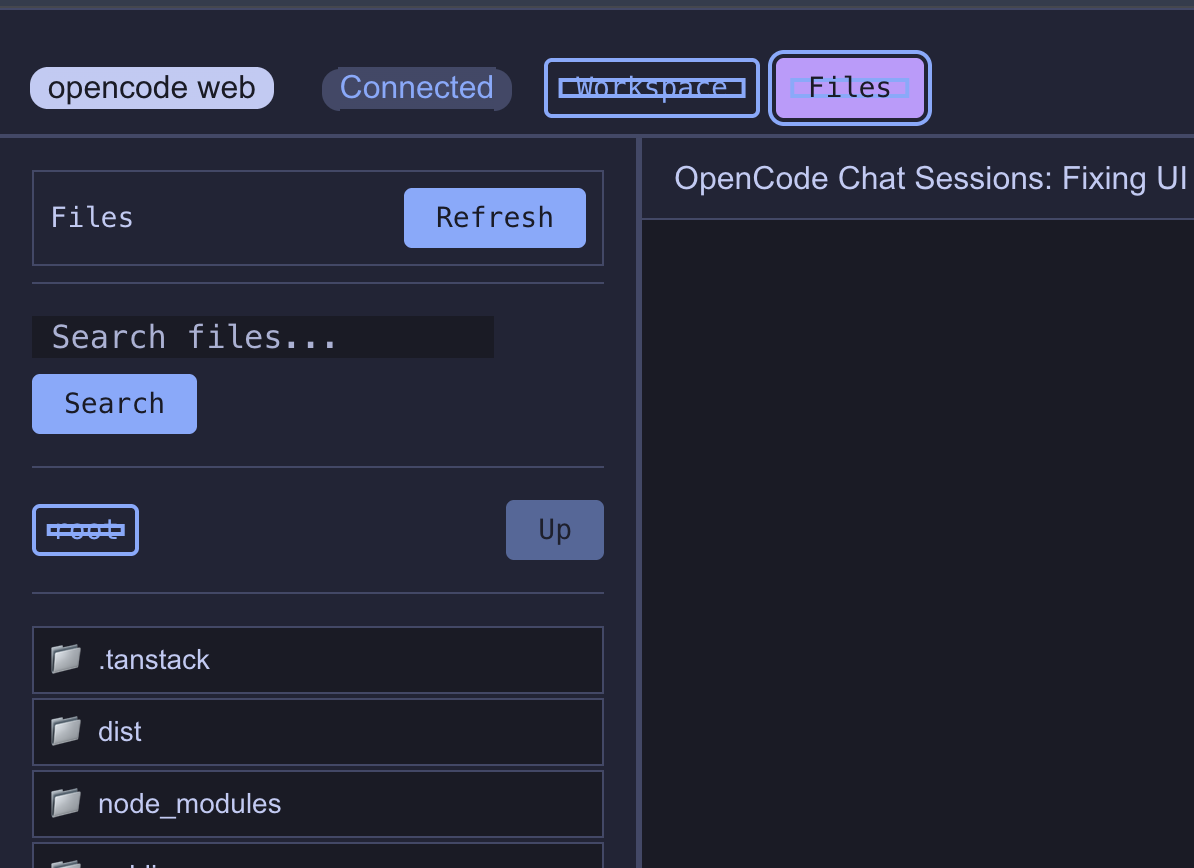 opencode web
Connected
Workspace
Files
Files
Refresh
OpenCode Chat Sessions: Fixing UI
Search files...
Search
root
Up
.tanstack
dist
node_modules